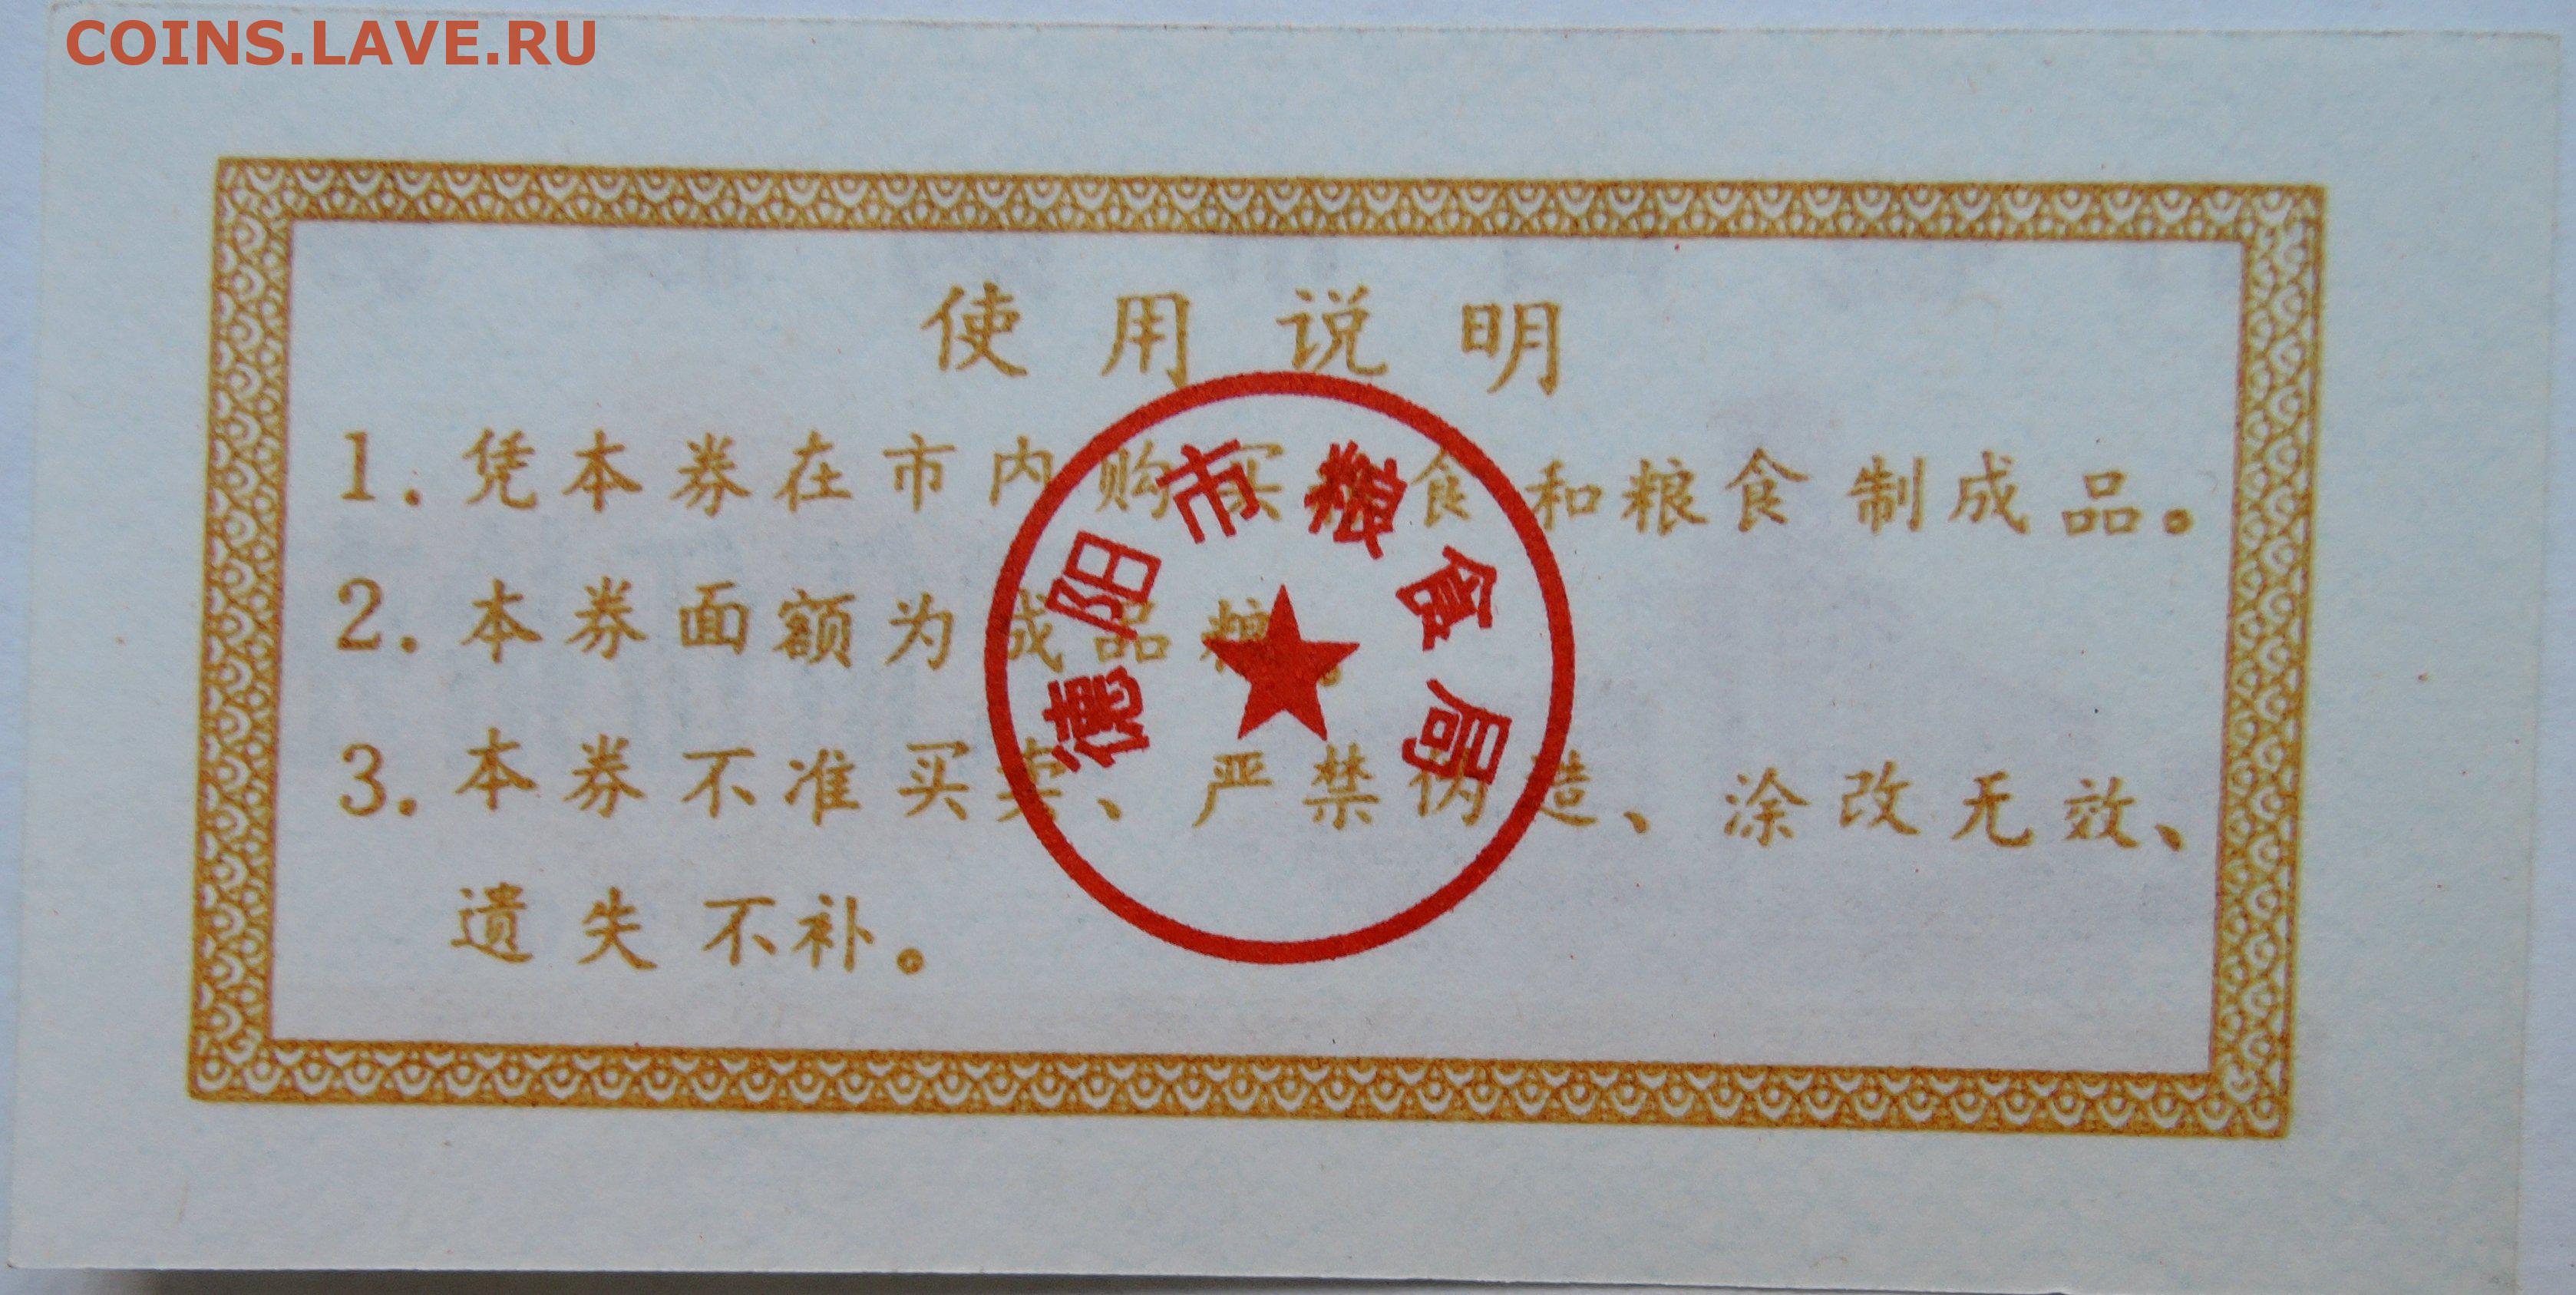 COINS.LAVE.RU
使用说明
1. 凭本券在市内购买粮食和粮食制成品。
2. 本券面额为成品粮。
3. 本券不准买卖、严禁伪造、涂改无效、
遗失不补。
德阳市粮食局